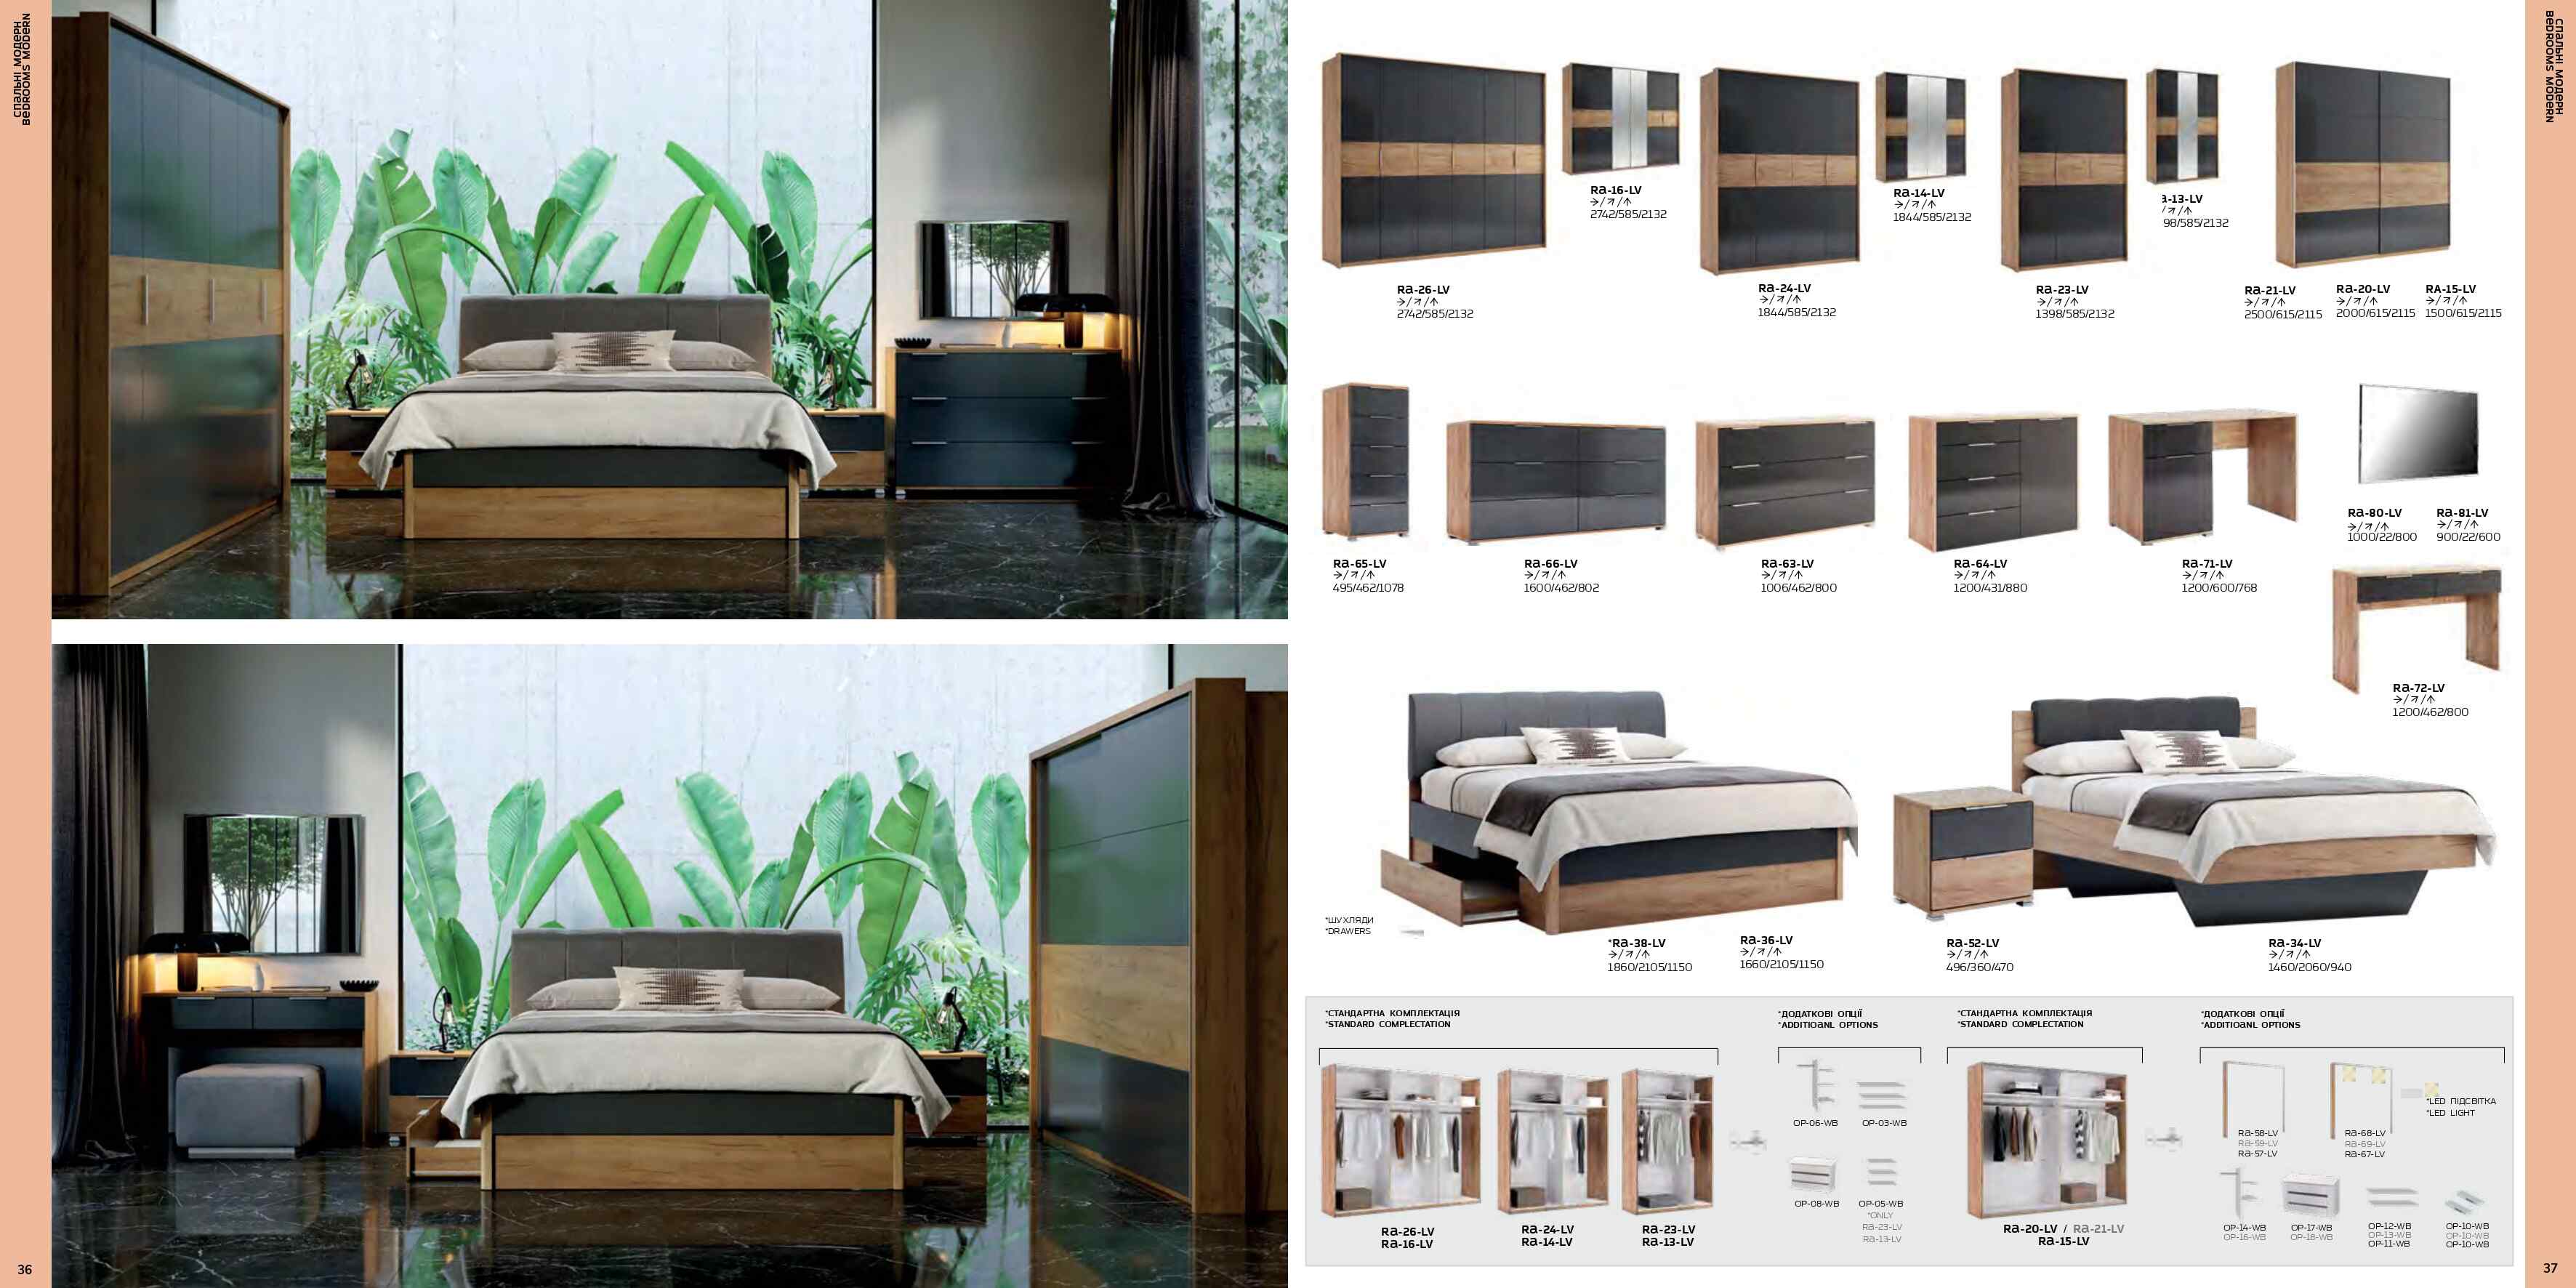 СПАЛЬНІ МОДЕРН
BEDROOMS MODERN
36
Ra-26-LV
→/↗/↑
2742/585/2132
Ra-16-LV
→/↗/↑
2742/585/2132
Ra-24-LV
→/↗/↑
1844/585/2132
Ra-14-LV
→/↗/↑
1844/585/2132
Ra-23-LV
→/↗/↑
1398/585/2132
a-13-LV
/↗/↑
98/585/2132
Ra-21-LV
→/↗/↑
2500/615/2115
Ra-20-LV
→/↗/↑
2000/615/2115
RA-15-LV
→/↗/↑
1500/615/2115
Ra-65-LV
→/↗/↑
495/462/1078
Ra-66-LV
→/↗/↑
1600/462/802
Ra-63-LV
→/↗/↑
1006/462/800
Ra-64-LV
→/↗/↑
1200/431/880
Ra-71-LV
→/↗/↑
1200/600/768
Ra-80-LV
→/↗/↑
1000/22/800
Ra-81-LV
→/↗/↑
900/22/600
Ra-72-LV
→/↗/↑
1200/462/800
*ШУХЛЯДИ
*DRAWERS
*Ra-38-LV
→/↗/↑
1860/2105/1150
Ra-36-LV
→/↗/↑
1660/2105/1150
Ra-52-LV
→/↗/↑
496/360/470
Ra-34-LV
→/↗/↑
1460/2060/940
*СТАНДАРТНА КОМПЛЕКТАЦІЯ
*STANDARD COMPLECTATION
Ra-26-LV
Ra-16-LV
Ra-24-LV
Ra-14-LV
Ra-23-LV
Ra-13-LV
*ДОДАТКОВІ ОПЦІЇ
*ADDITIOaNL OPTIONS
OP-06-WB
OP-03-WB
OP-08-WB
OP-05-WB
*ONLY
Ra-23-LV
Ra-13-LV
*СТАНДАРТНА КОМПЛЕКТАЦІЯ
*STANDARD COMPLECTATION
Ra-20-LV / Ra-21-LV
Ra-15-LV
*ДОДАТКОВІ ОПЦІЇ
*ADDITIOaNL OPTIONS
Ra-58-LV
Ra-59-LV
Ra-57-LV
Ra-68-LV
Ra-69-LV
Ra-67-LV
*LED ПІДСВІТКА
*LED LIGHT
OP-14-WB
OP-16-WB
OP-17-WB
OP-18-WB
OP-12-WB
OP-13-WB
OP-11-WB
OP-10-WB
OP-10-WB
OP-10-WB
СПАЛЬНІ МОДЕРН
BEDROOMS MODERN
37